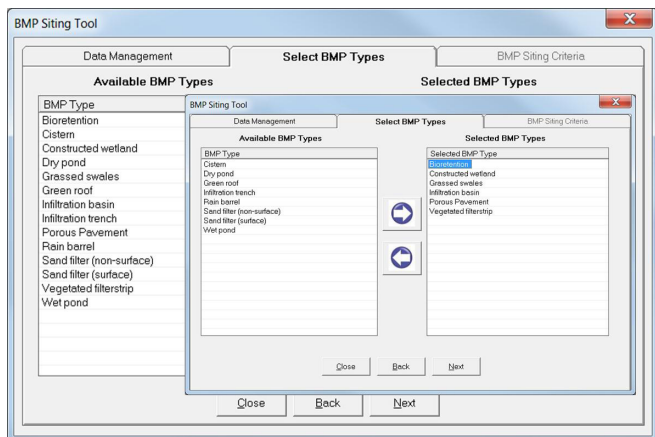 BMP Siting Tool
Data Management
Select BMP Types
BMP Siting Criteria
Available BMP Types
Selected BMP Types
BMP Type
Bioretention
Cistern
Constructed wetland
Dry pond
Grassed swales
Green roof
Infiltration basin
Infiltration trench
Porous Pavement
Rain barrel
Sand filter (non-surface)
Sand filter (surface)
Vegetated filterstrip
Wet pond
Close
Back
Next
BMP Siting Tool
Data Management
Select BMP Types
BMP Siting Criteria
Available BMP Types
Selected BMP Types
BMP Type
Cistern
Dry pond
Green roof
Infiltration trench
Rain barrel
Sand filter (non-surface)
Sand filter (surface)
Wet pond
Selected BMP Type
Bioretention
Constructed wetland
Grassed swales
Infiltration basin
Porous Pavement
Vegetated filterstrip
Close
Back
Next